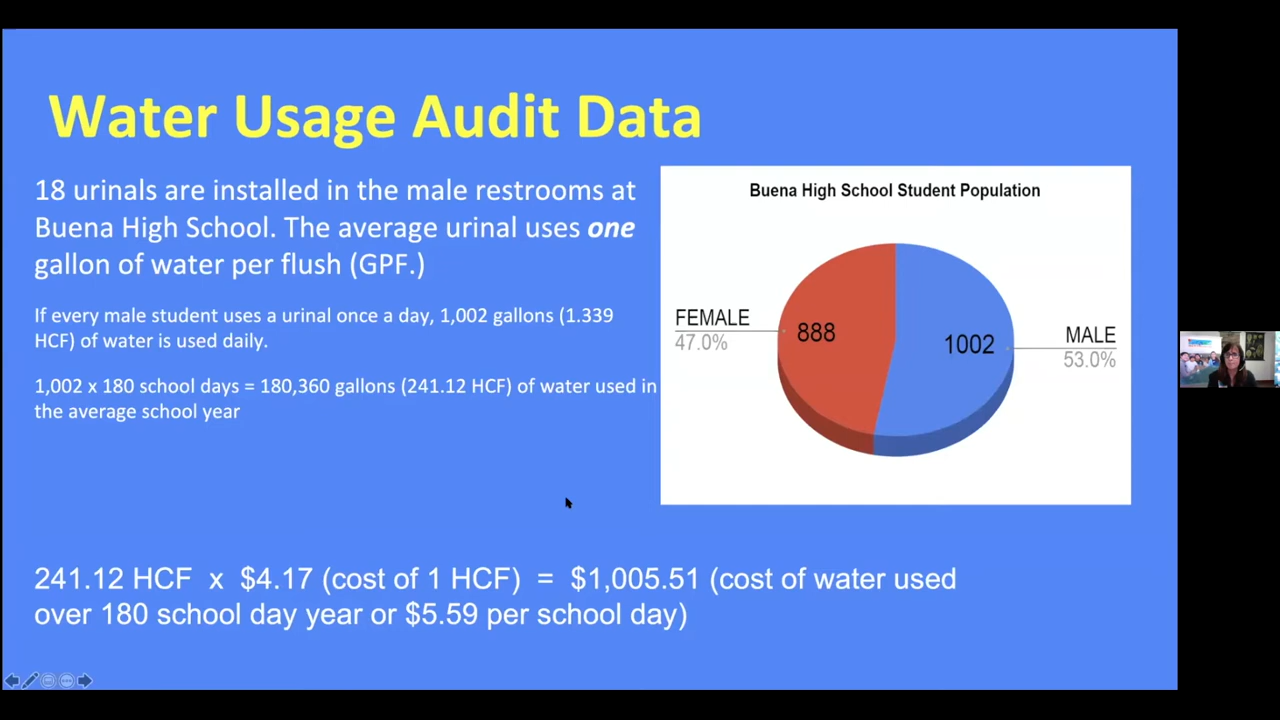 Water Usage Audit Data
18 urinals are installed in the male restrooms at
Buena High School. The average urinal uses one
gallon of water per flush (GPF.)
If every male student uses a urinal once a day, 1,002 gallons (1.339
HCF) of water is used daily.
1,002 x 180 school days = 180,360 gallons (241.12 HCF) of water used in
the average school year
Buena High School Student Population
FEMALE
47.0%
888
1002
MALE
53.0%
241.12 HCF x $4.17 (cost of 1 HCF) = $1,005.51 (cost of water used
over 180 school day year or $5.59 per school day)